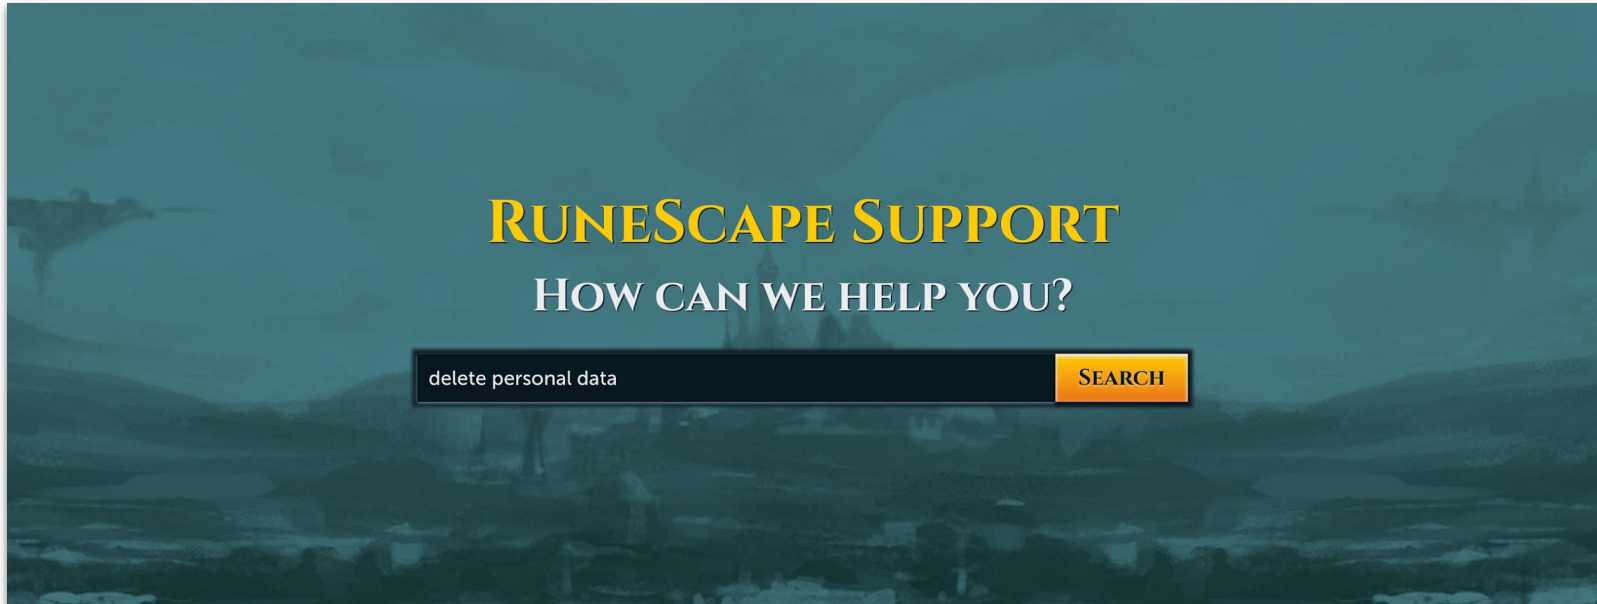 RuneScape Support
How can we help you?
delete personal data
Search